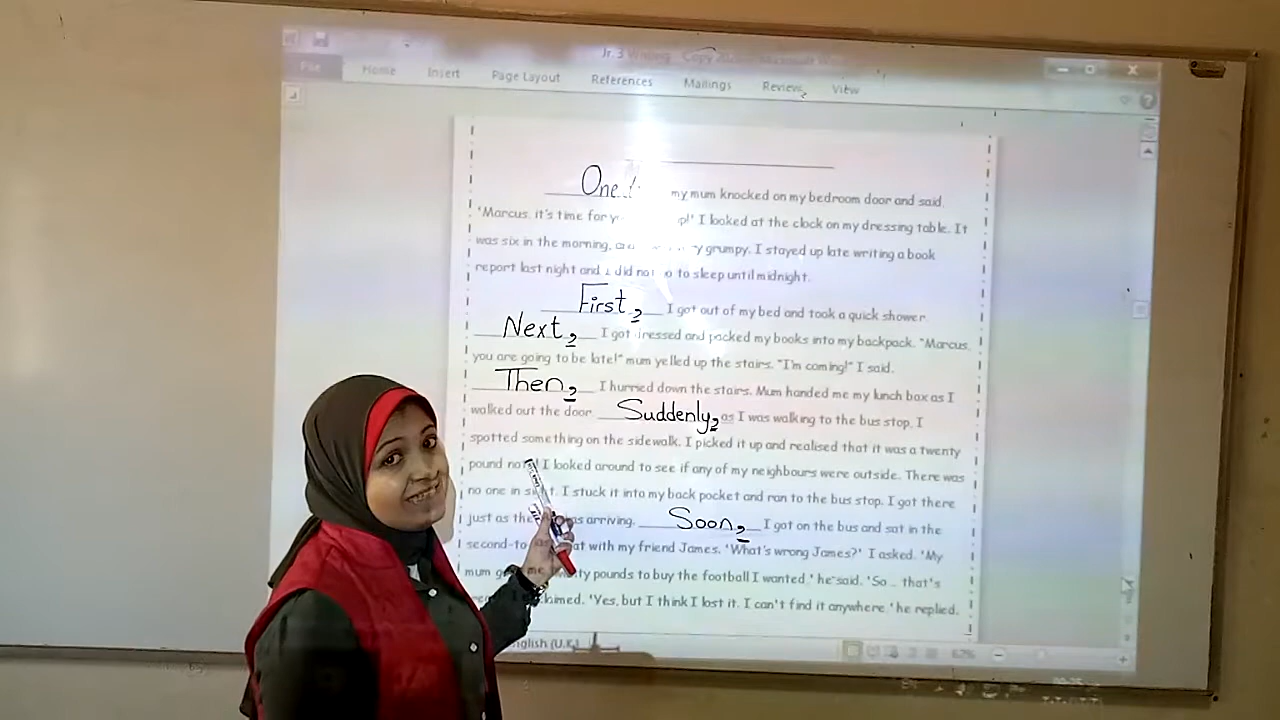 Jr. 3 Writing - Copy
File Home Insert Page Layout References Mailings Review View
One my mum knocked on my bedroom door and said,
'Marcus, it's time for up!' I looked at the clock on my dressing table. It
was six in the morning, grumpy. I stayed up late writing a book
report last night and I did not go to sleep until midnight.
First, I got out of my bed and took a quick shower.
Next, I got dressed and packed my books into my backpack. "Marcus,
you are going to be late!" mum yelled up the stairs. "I'm coming!" I said.
Then, I hurried down the stairs. Mum handed me my lunch box as I
walked out the door. Suddenly, as I was walking to the bus stop, I
spotted something on the sidewalk. I picked it up and realised that it was a twenty
pound I looked around to see if any of my neighbours were outside. There was
no one in sight. I stuck it into my back pocket and ran to the bus stop. I got there
just as the arriving. Soon, I got on the bus and sat in the
second-to with my friend James. 'What's wrong James?' I asked. 'My
mum me pounds to buy the football I wanted,' he said. 'So .. that's
'Yes, but I think I lost it. I can't find it anywhere.' he replied.
English (U.K.) 62%